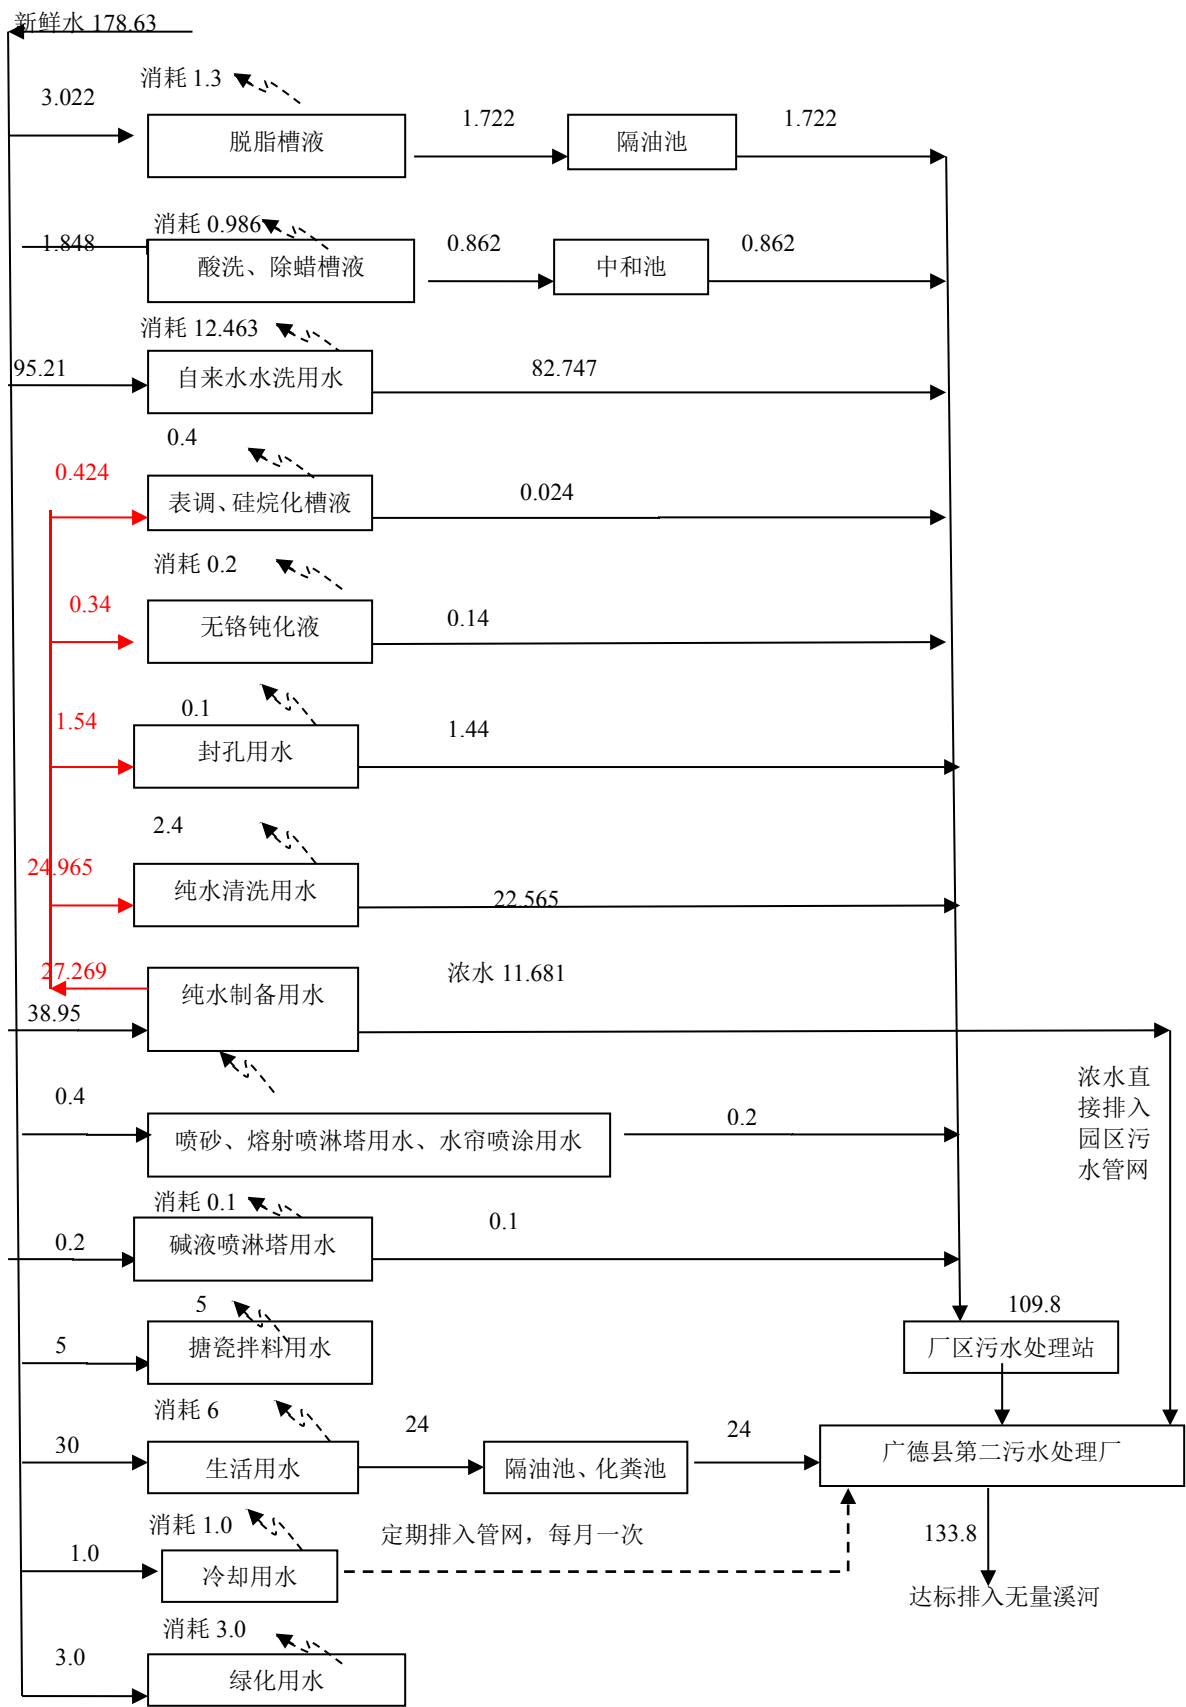 新鲜水 178.63
消耗 1.3
3.022
脱脂槽液
1.722
隔油池
1.722
消耗 0.986
1.848
酸洗、除蜡槽液
0.862
中和池
0.862
消耗 12.463
95.21
自来水水洗用水
82.747
0.4
0.424
表调、硅烷化槽液
0.024
消耗 0.2
0.34
无铬钝化液
0.14
0.1
1.54
封孔用水
1.44
2.4
24.965
纯水清洗用水
22.565
27.269
纯水制备用水
浓水 11.681
38.95
浓水直
接排入
园区污
水管网
0.4
喷砂、熔射喷淋塔用水、水帘喷涂用水
0.2
消耗 0.1
0.2
碱液喷淋塔用水
0.1
5
109.8
5
搪瓷拌料用水
厂区污水处理站
消耗 6
30
生活用水
24
隔油池、化粪池
24
广德县第二污水处理厂
消耗 1.0
1.0
冷却用水
定期排入管网，每月一次
133.8
达标排入无量溪河
消耗 3.0
3.0
绿化用水